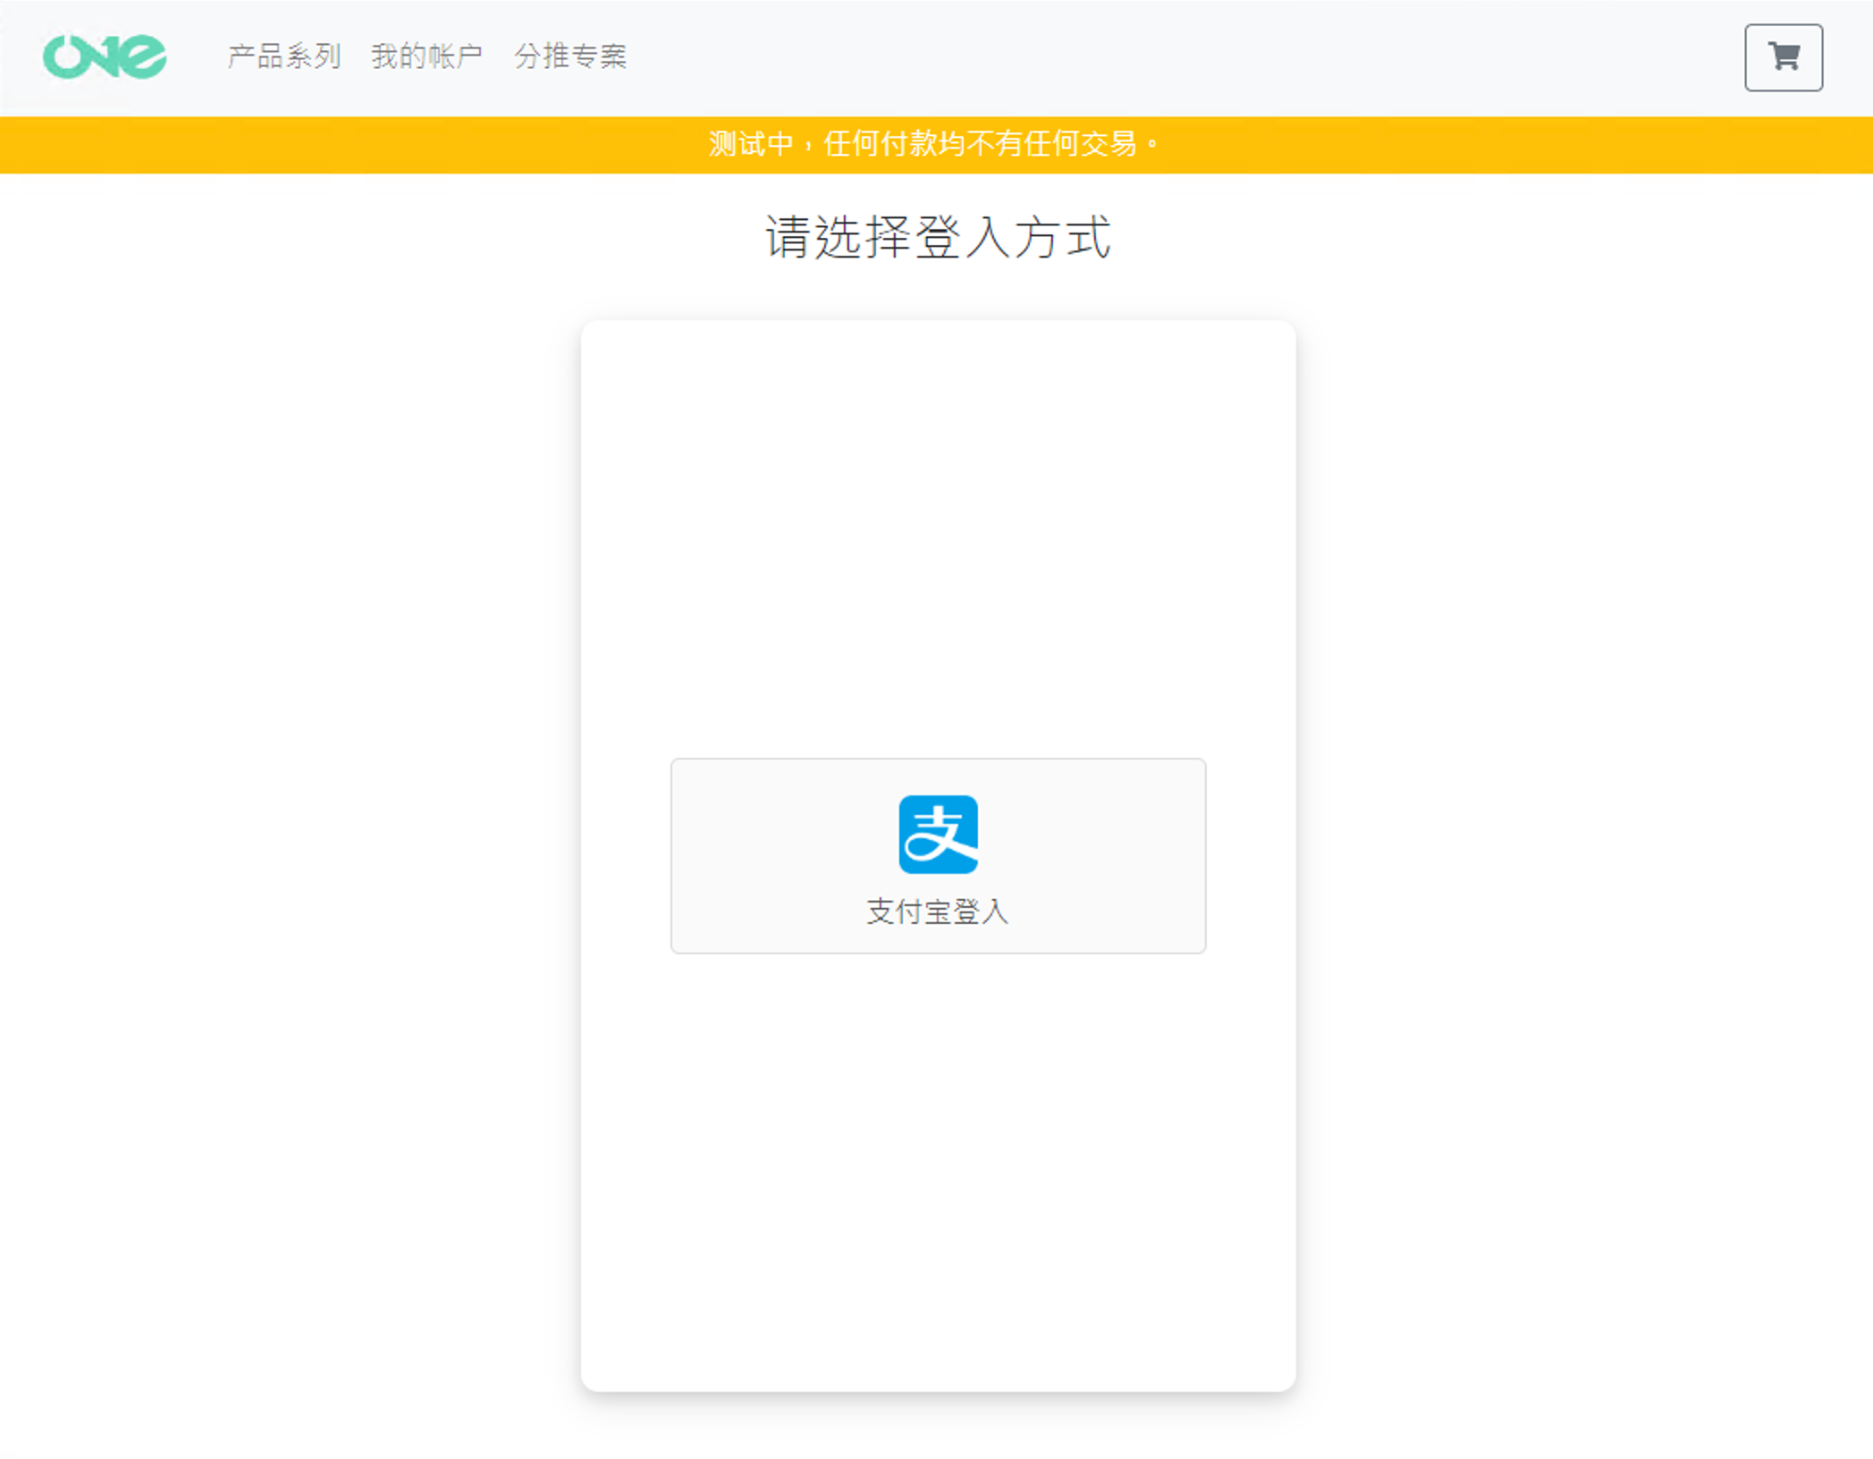 one
产品系列 我的帐户 分推专案
测试中，任何付款均不有任何交易。
请选择登入方式
支
支付宝登入